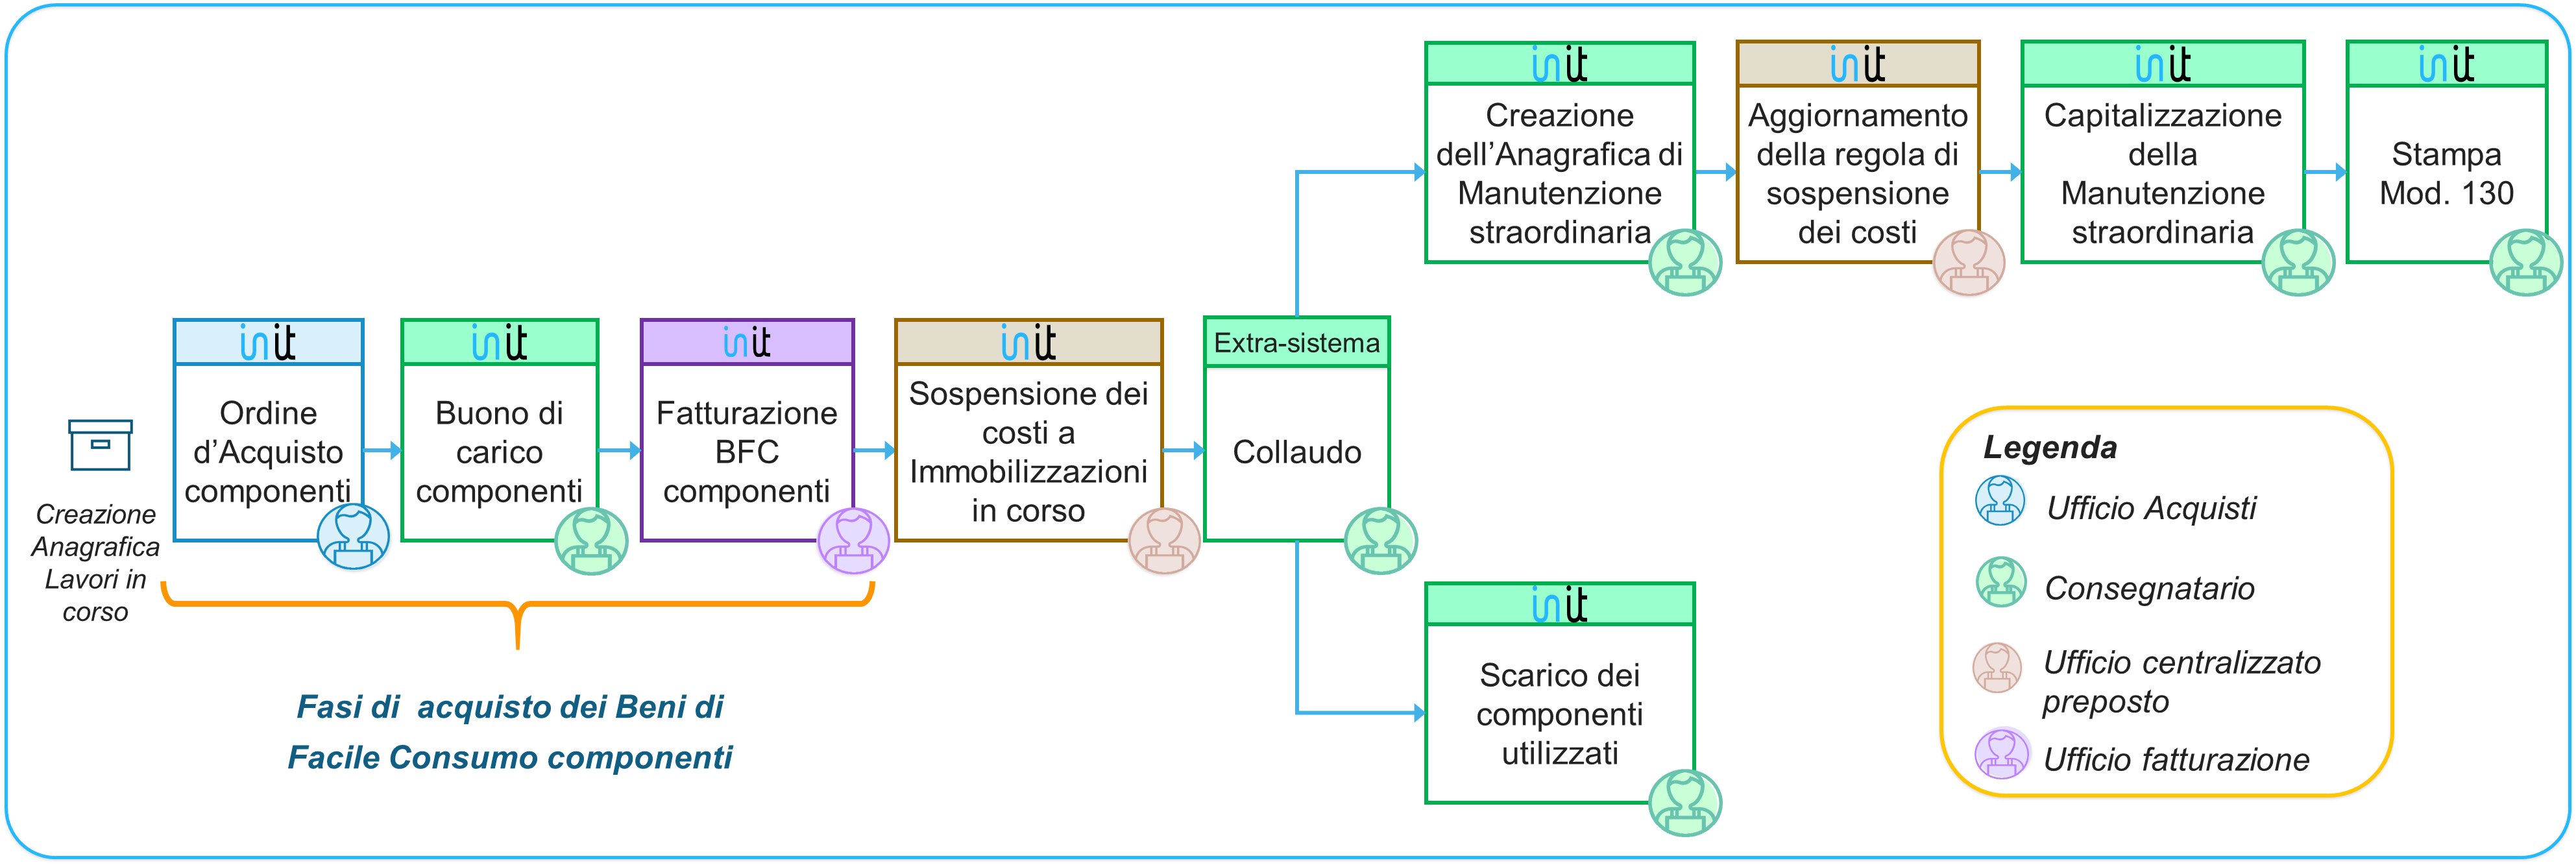 Creazione
Anagrafica
Lavori in
corso
init
Ordine
d’Acquisto
componenti
init
Buono di
carico
componenti
init
Fatturazione
BFC
componenti
init
Sospensione dei
costi a
Immobilizzazioni
in corso
Extra-sistema
Collaudo
init
Creazione
dell’Anagrafica di
Manutenzione
straordinaria
init
Aggiornamento
della regola di
sospensione
dei costi
init
Capitalizzazione
della
Manutenzione
straordinaria
init
Stampa
Mod. 130
init
Scarico dei
componenti
utilizzati
Fasi di  acquisto dei Beni di
Facile Consumo componenti
Legenda
Ufficio Acquisti
Consegnatario
Ufficio centralizzato
preposto
Ufficio fatturazione